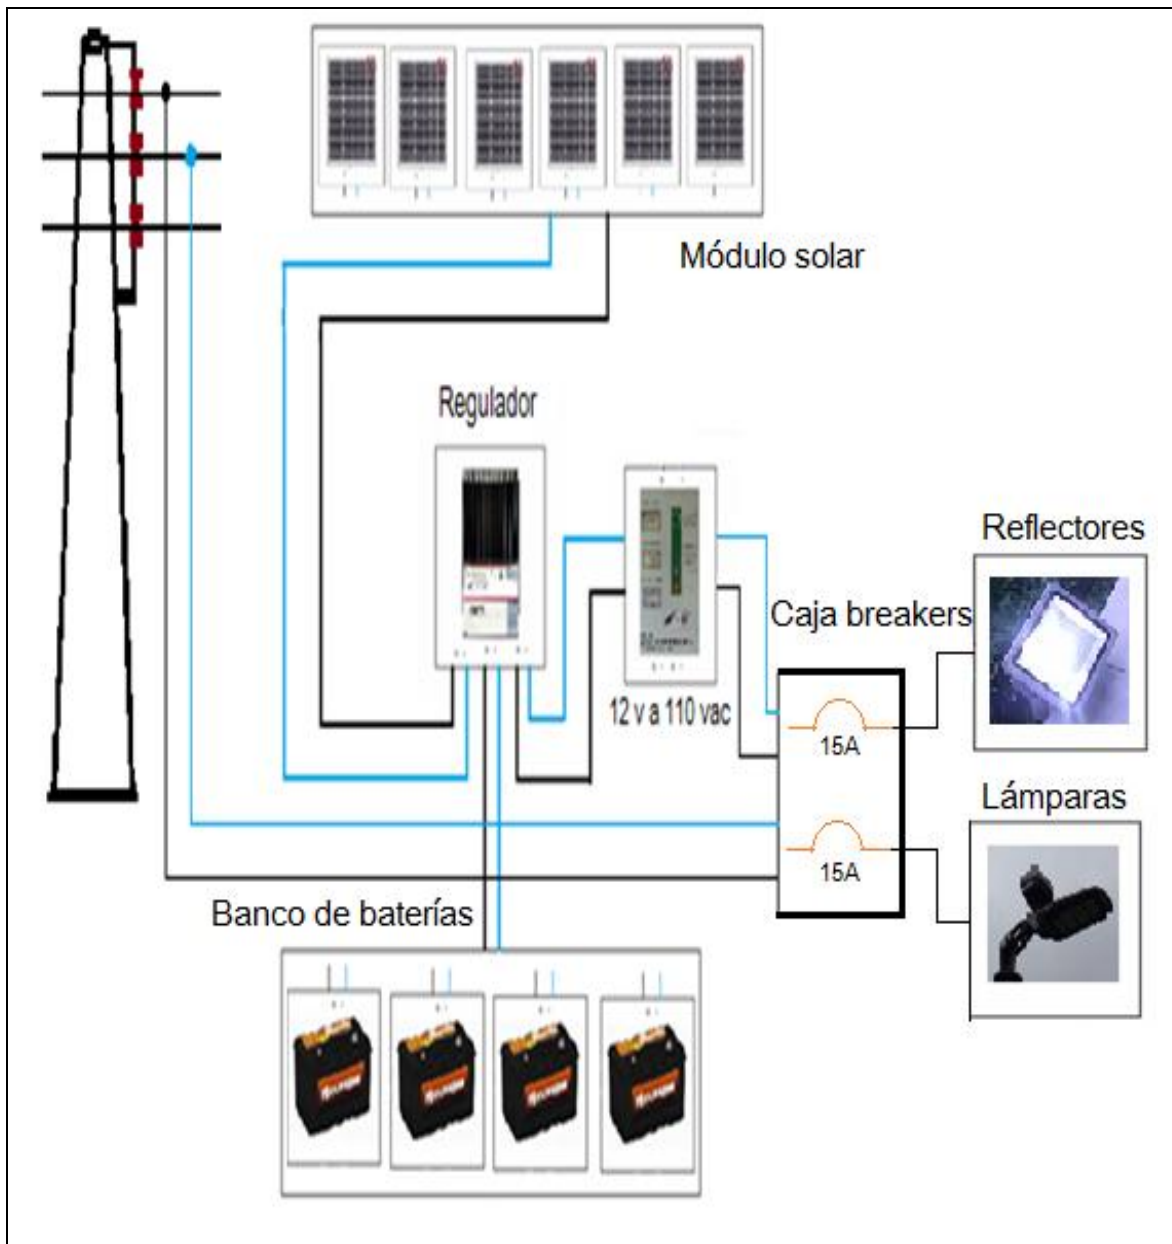 Módulo solar
Regulador
Reflectores
Caja breakers
12 v a 110 vac
15A
Lámparas
15A
Banco de baterías